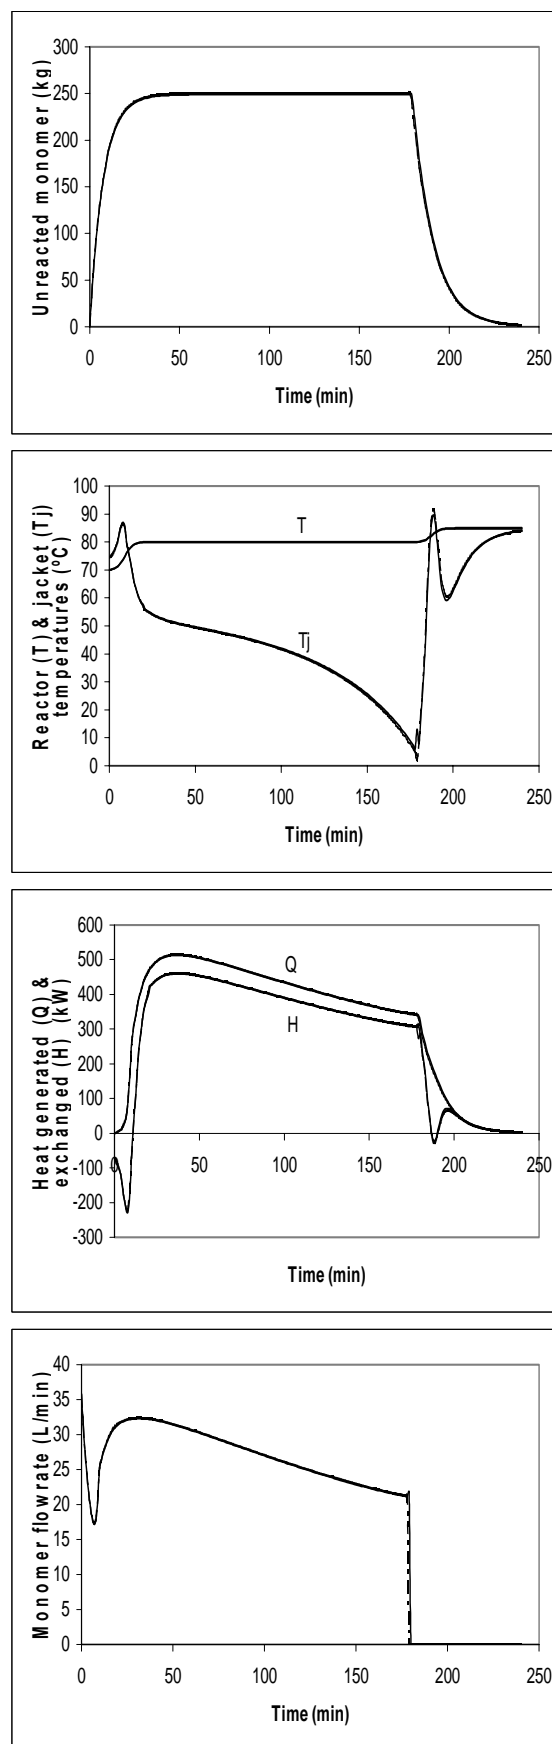 300
250
200
150
100
50
0
0 50 100 150 200 250
Unreacted monomer (kg)
Time (min)
100
90
80
70
60
50
40
30
20
10
0
0 50 100 150 200 250
Reactor (T) & jacket (Tj)
temperatures (ºC)
T
Tj
Time (min)
600
500
400
300
200
100
0
-100
-200
-300
0 50 100 150 200 250
Heat generated (Q) &
exchanged (H) (kW)
Q
H
Time (min)
40
35
30
25
20
15
10
5
0
0 50 100 150 200 250
Monomer flowrate (L/min)
Time (min)